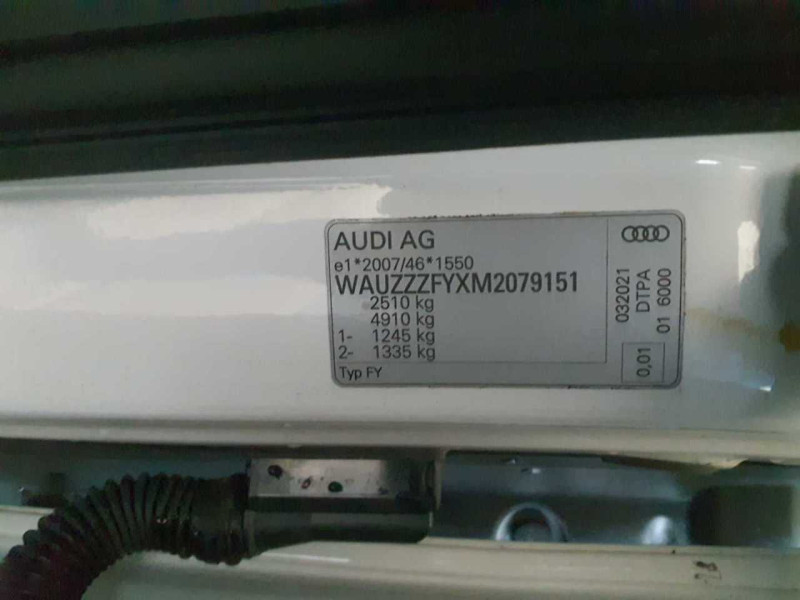 AUDI AG
e1*2007/46*1550
WAUZZZFYXM2079151
2510 kg
4910 kg
1- 1245 kg
2- 1335 kg
Typ FY
032021
DTPA
01 6000
0,01